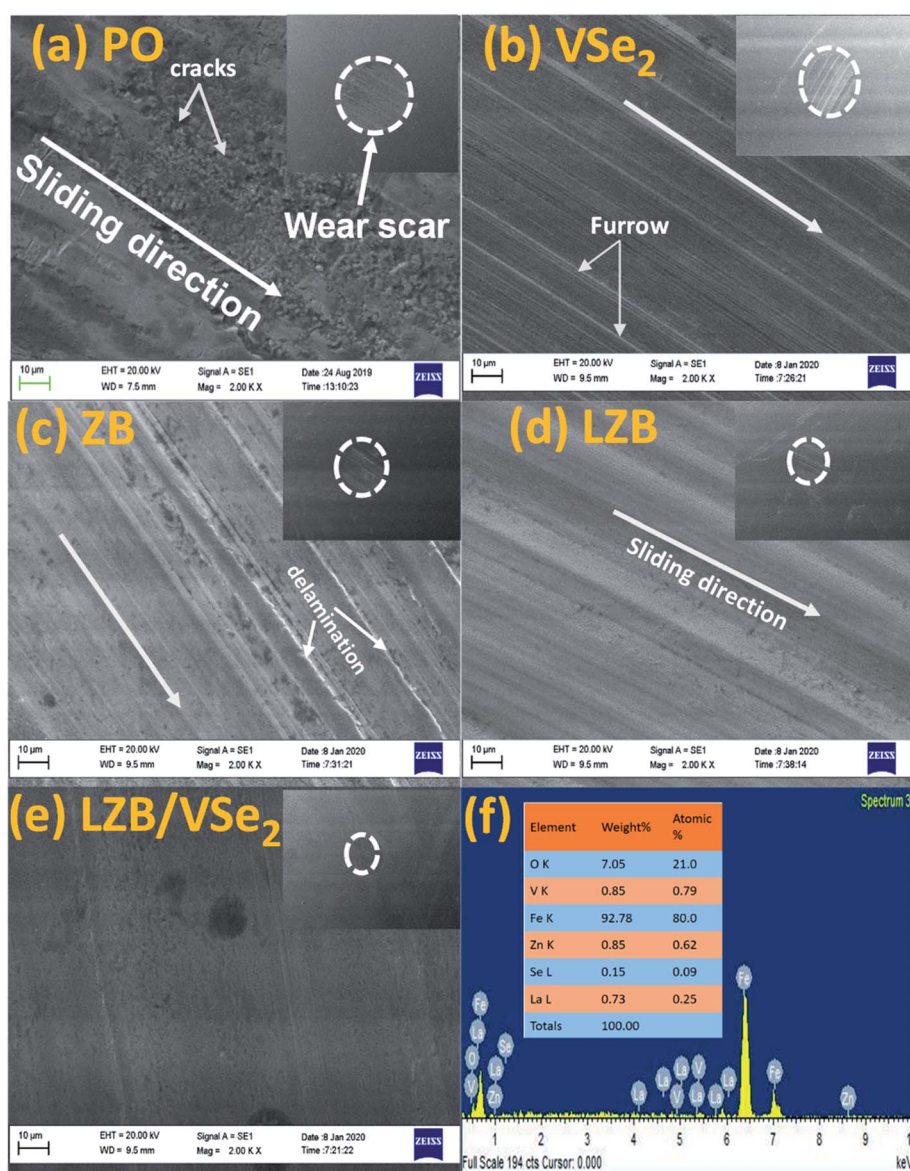 (a) PO
cracks
Sliding direction
Wear scar
10 µm
EHT = 20.00 kV
WD = 7.5 mm
Signal A = SE1
Mag = 2.00 K X
Date :24 Aug 2019
Time :13:10:23
ZEISS
(b) VSe2
Furrow
10 µm
EHT = 20.00 kV
WD = 9.5 mm
Signal A = SE1
Mag = 2.00 K X
Date :8 Jan 2020
Time :7:26:21
ZEISS
(c) ZB
delamination
10 µm
EHT = 20.00 kV
WD = 9.5 mm
Signal A = SE1
Mag = 2.00 K X
Date :8 Jan 2020
Time :7:31:21
ZEISS
(d) LZB
Sliding direction
10 µm
EHT = 20.00 kV
WD = 9.5 mm
Signal A = SE1
Mag = 2.00 K X
Date :8 Jan 2020
Time :7:38:14
ZEISS
(e) LZB/VSe2
10 µm
EHT = 20.00 kV
WD = 9.5 mm
Signal A = SE1
Mag = 2.00 K X
Date :8 Jan 2020
Time :7:21:22
ZEISS
(f)
Spectrum 3
Element Weight% Atomic
%
O K 7.05 21.0
V K 0.85 0.79
Fe K 92.78 80.0
Zn K 0.85 0.62
Se L 0.15 0.09
La L 0.73 0.25
Totals 100.00
Fe
La
O
V
Se
La
Zn
La
La
V
La
V
La
La
La
Fe
Fe
Zn
1 2 3 4 5 6 7 8 9 1
Full Scale 194 cts Cursor: 0.000
keV